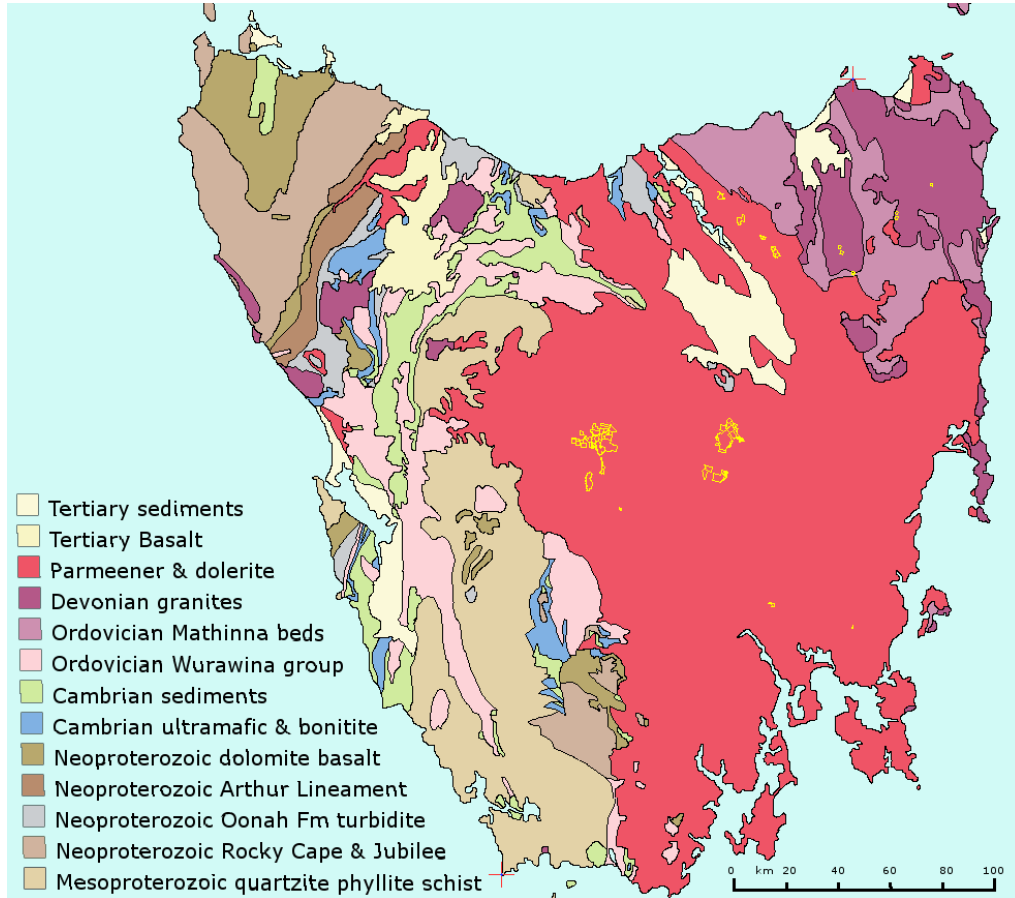 Tertiary sediments
Tertiary Basalt
Parmeener & dolerite
Devonian granites
Ordovician Mathinna beds
Ordovician Wurawina group
Cambrian sediments
Cambrian ultramafic & bonitite
Neoproterozoic dolomite basalt
Neoproterozoic Arthur Lineament
Neoproterozoic Oonah Fm turbidite
Neoproterozoic Rocky Cape & Jubilee
Mesoproterozoic quartzite phyllite schist
0 km 20 40 60 80 100